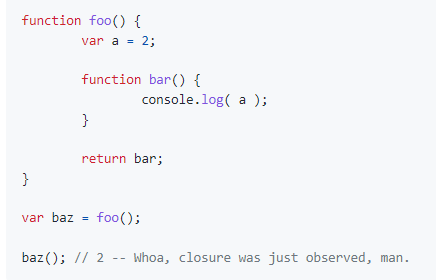 function foo() {
var a = 2;
function bar() {
console.log( a );
}
return bar;
}
var baz = foo();
baz(); // 2 -- Whoa, closure was just observed, man.